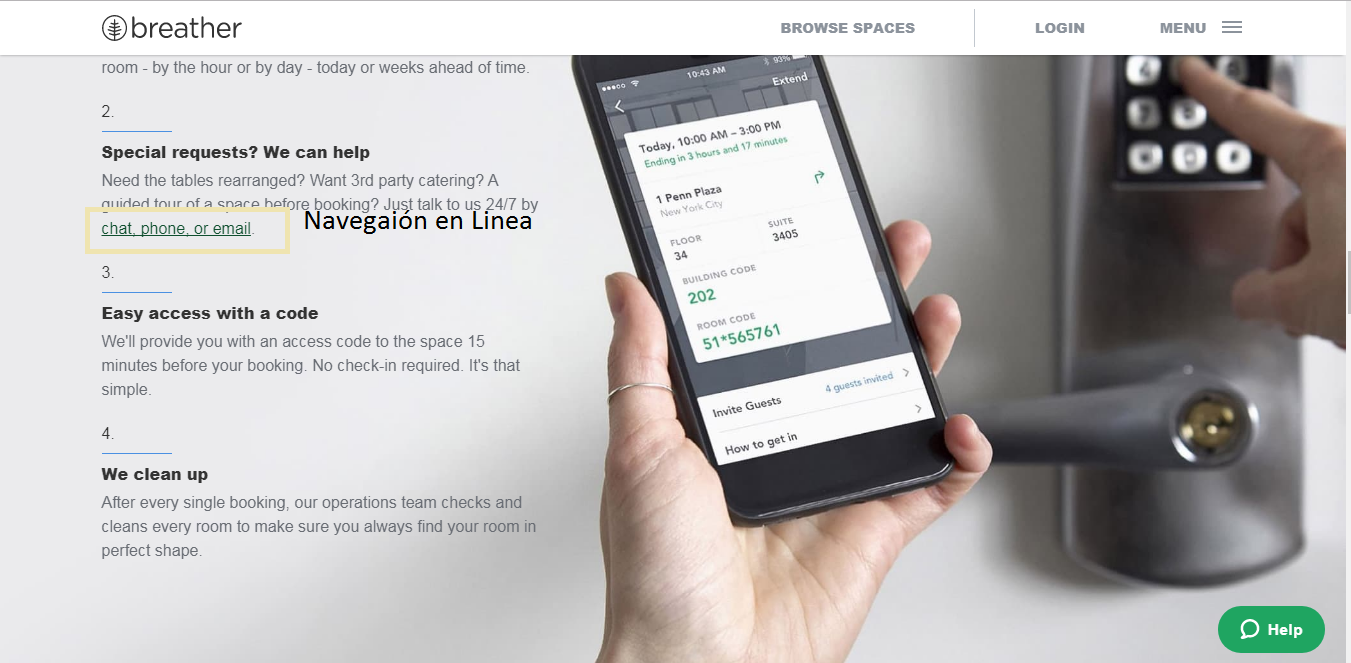 breather
BROWSE SPACES
LOGIN
MENU
room - by the hour or by day - today or weeks ahead of time.
2.
Special requests? We can help
Need the tables rearranged? Want 3rd party catering? A
guided tour of a space before booking? Just talk to us 24/7 by
chat, phone, or email.
Navegaión en Linea
3.
Easy access with a code
We'll provide you with an access code to the space 15
minutes before your booking. No check-in required. It's that
simple.
4.
We clean up
After every single booking, our operations team checks and
cleans every room to make sure you always find your room in
perfect shape.
10:43 AM
93%
Extend
Today, 10:00 AM – 3:00 PM
Ending in 3 hours and 17 minutes
1 Penn Plaza
New York City
FLOOR
34
SUITE
3405
BUILDING CODE
202
ROOM CODE
51*565761
Invite Guests
4 guests invited
How to get in
Help